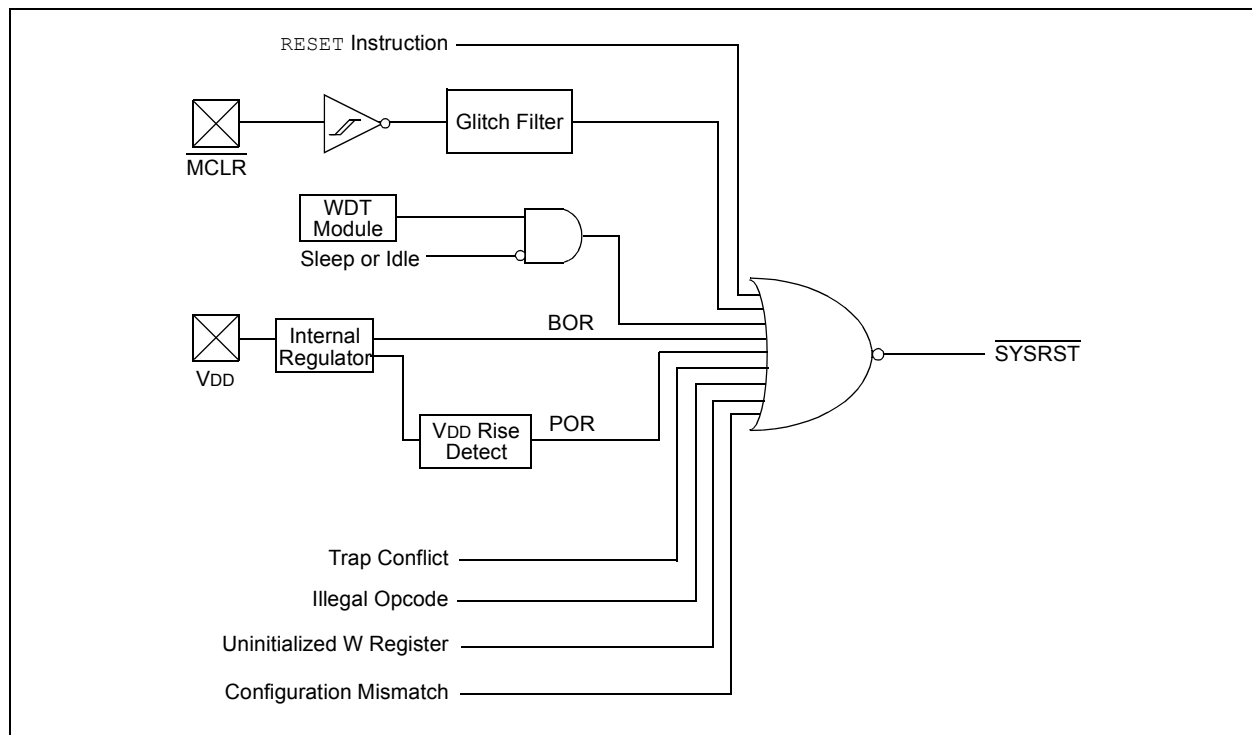 RESET Instruction
Glitch Filter
MCLR
WDT
Module
Sleep or Idle
BOR
Internal
Regulator
VDD
SYSRST
POR
VDD Rise
Detect
Trap Conflict
Illegal Opcode
Uninitialized W Register
Configuration Mismatch